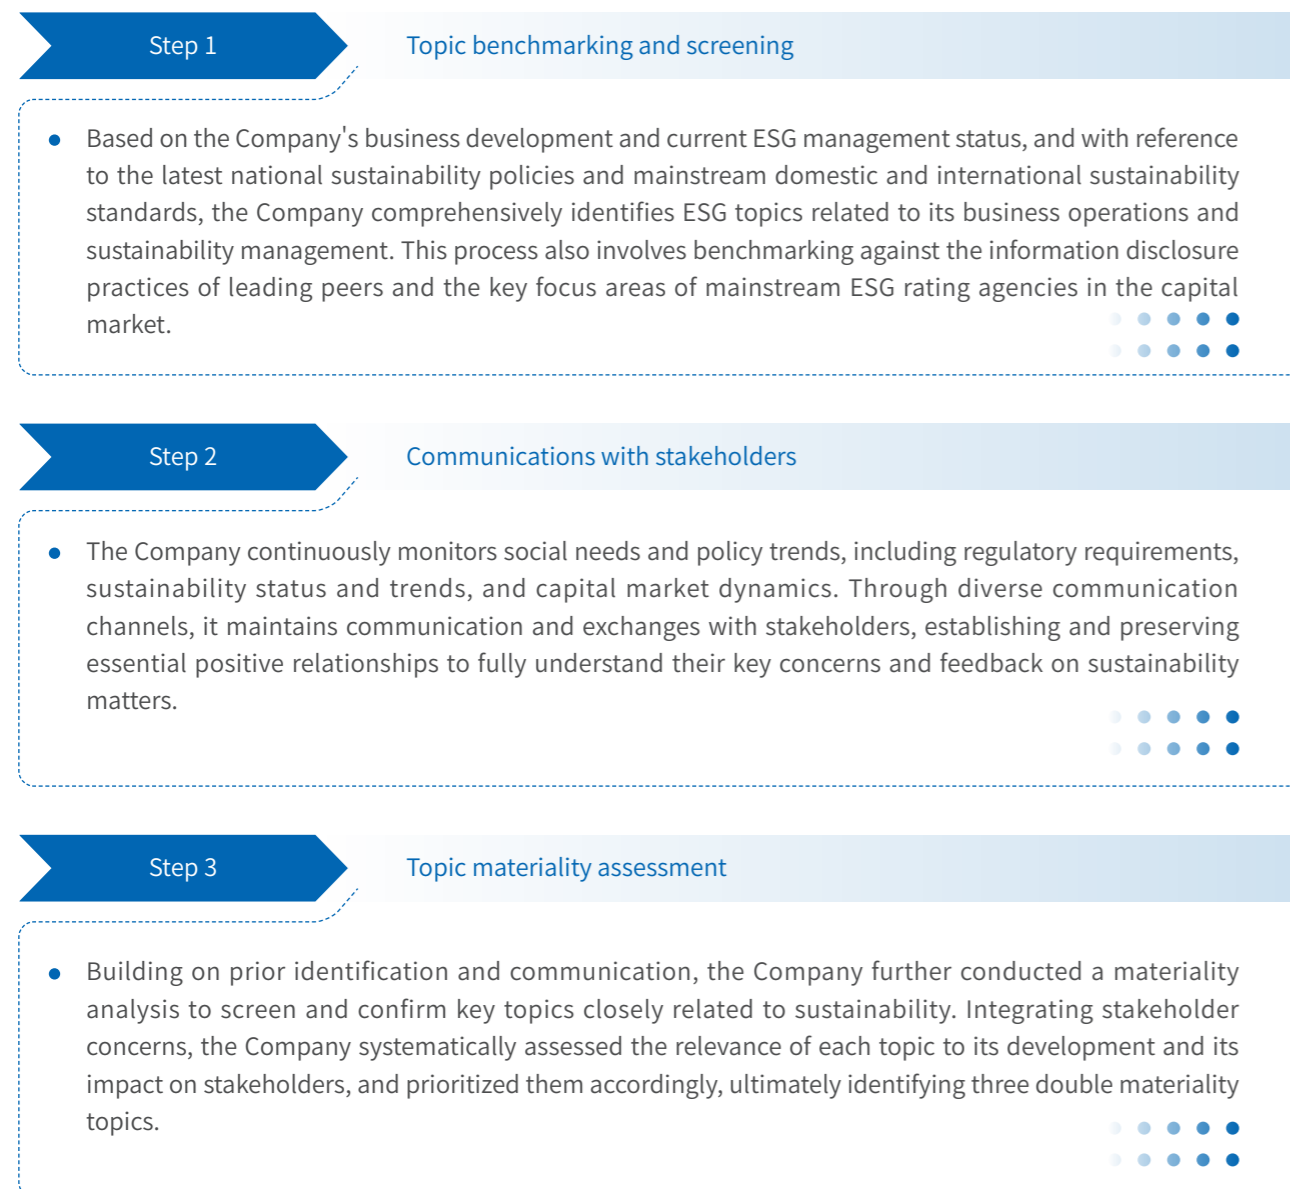 Step 1
Topic benchmarking and screening
Based on the Company's business development and current ESG management status, and with reference
to the latest national sustainability policies and mainstream domestic and international sustainability
standards, the Company comprehensively identifies ESG topics related to its business operations and
sustainability management. This process also involves benchmarking against the information disclosure
practices of leading peers and the key focus areas of mainstream ESG rating agencies in the capital
market.
Step 2
Communications with stakeholders
The Company continuously monitors social needs and policy trends, including regulatory requirements,
sustainability status and trends, and capital market dynamics. Through diverse communication
channels, it maintains communication and exchanges with stakeholders, establishing and preserving
essential positive relationships to fully understand their key concerns and feedback on sustainability
matters.
Step 3
Topic materiality assessment
Building on prior identification and communication, the Company further conducted a materiality
analysis to screen and confirm key topics closely related to sustainability. Integrating stakeholder
concerns, the Company systematically assessed the relevance of each topic to its development and its
impact on stakeholders, and prioritized them accordingly, ultimately identifying three double materiality
topics.